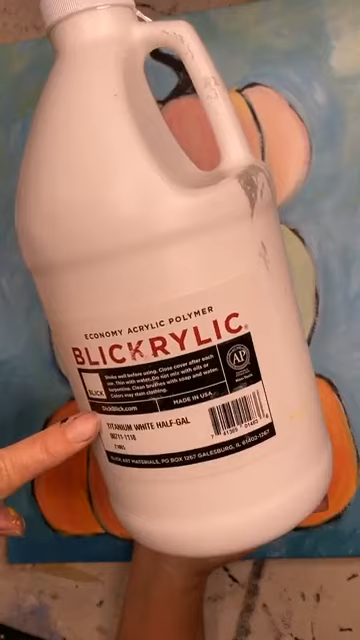 ECONOMY ACRYLIC POLYMER
BLICKRYLIC
Shake well before using. Close cover after each
use. Thin with water. Do not mix with oils or
turpentine. Clean brushes with soap and water.
Colors may stain clothing.
BLICK
AP
DickBlick.com
MADE IN USA
TITANIUM WHITE HALF-GAL
00711-1118
BLICK ART MATERIALS, PO BOX 1267 GALESBURG, IL 61402-1267